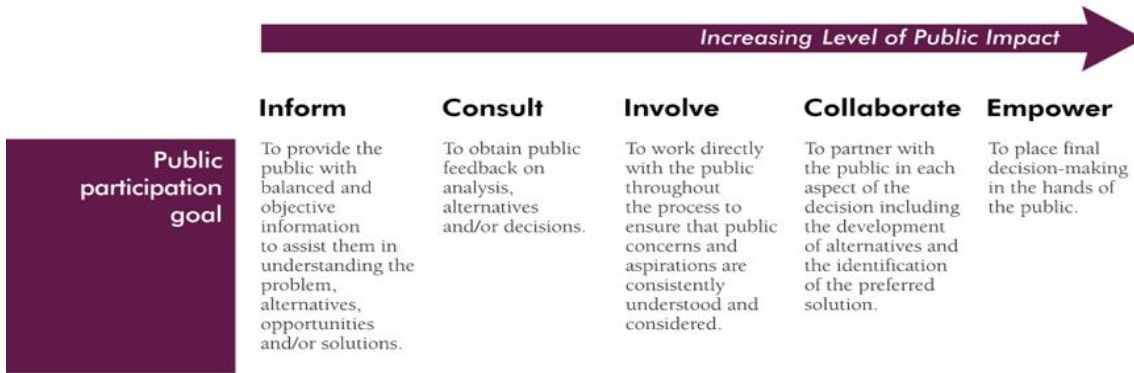 Increasing Level of Public Impact
Inform
Consult
Involve
Collaborate
Empower
Public
participation
goal
To provide the
public with
balanced and
objective
information
to assist them in
understanding the
problem,
alternatives,
opportunities
and/or solutions.
To obtain public
feedback on
analysis,
alternatives
and/or decisions.
To work directly
with the public
throughout
the process to
ensure that public
concerns and
aspirations are
consistently
understood and
considered.
To partner with
the public in each
aspect of the
decision including
the development
of alternatives and
the identification
of the preferred
solution.
To place final
decision-making
in the hands of
the public.